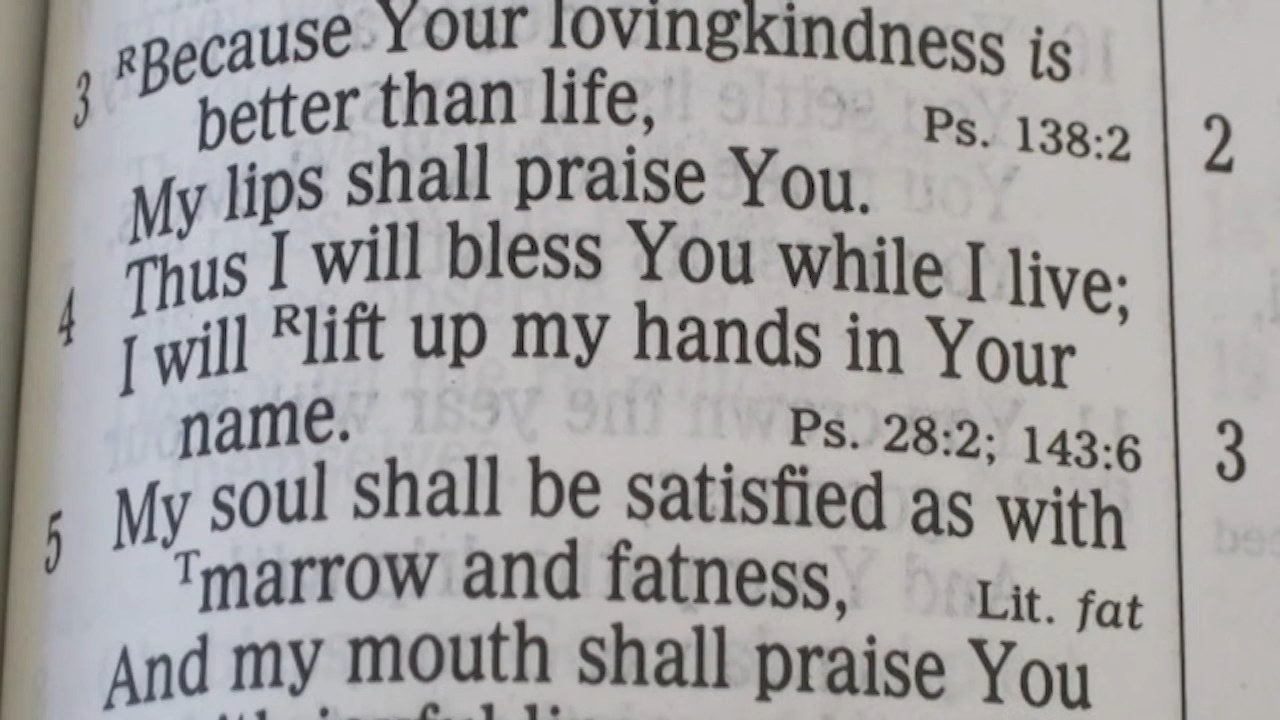 3 RBecause Your lovingkindness is
better than life, Ps. 138:2
My lips shall praise You.
4 Thus I will bless You while I live;
I will Rlift up my hands in Your
name. Ps. 28:2; 143:6
5 My soul shall be satisfied as with
Tmarrow and fatness, Lit. fat
And my mouth shall praise You
2
3